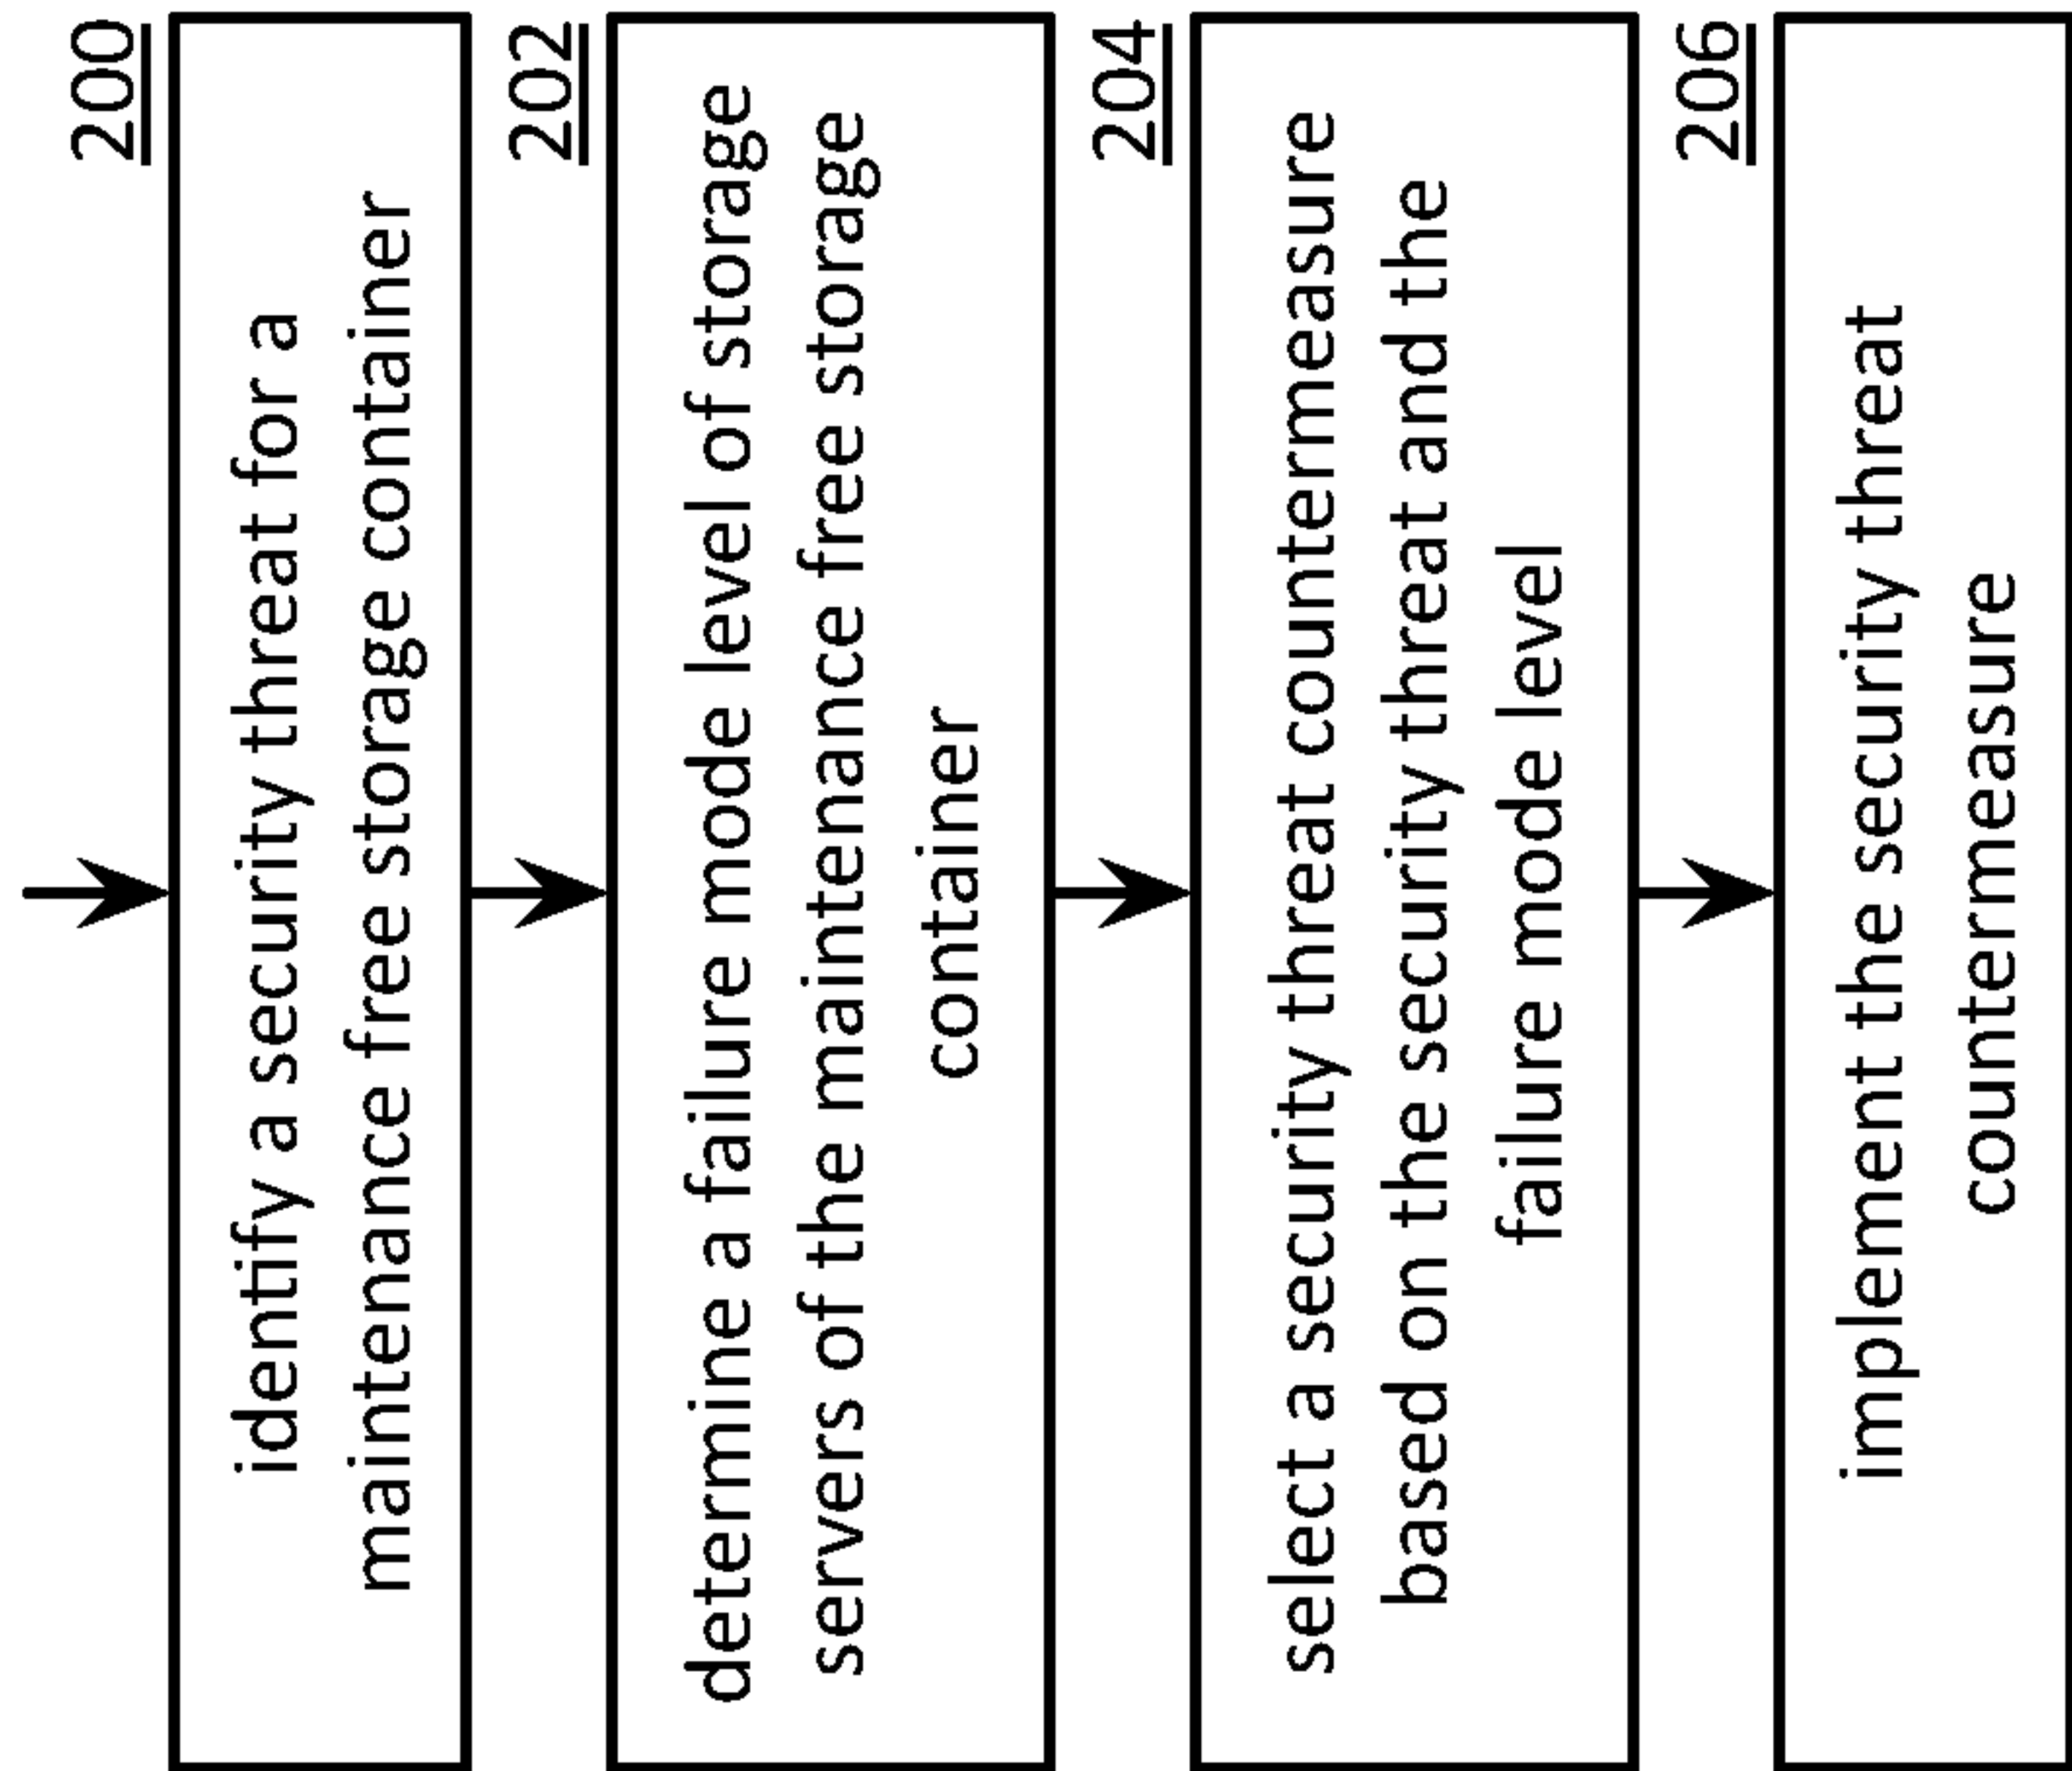 200
identify a security threat for a
maintenance free storage container
202
determine a failure mode level of storage
servers of the maintenance free storage
container
204
select a security threat countermeasure
based on the security threat and the
failure mode level
206
implement the security threat
countermeasure